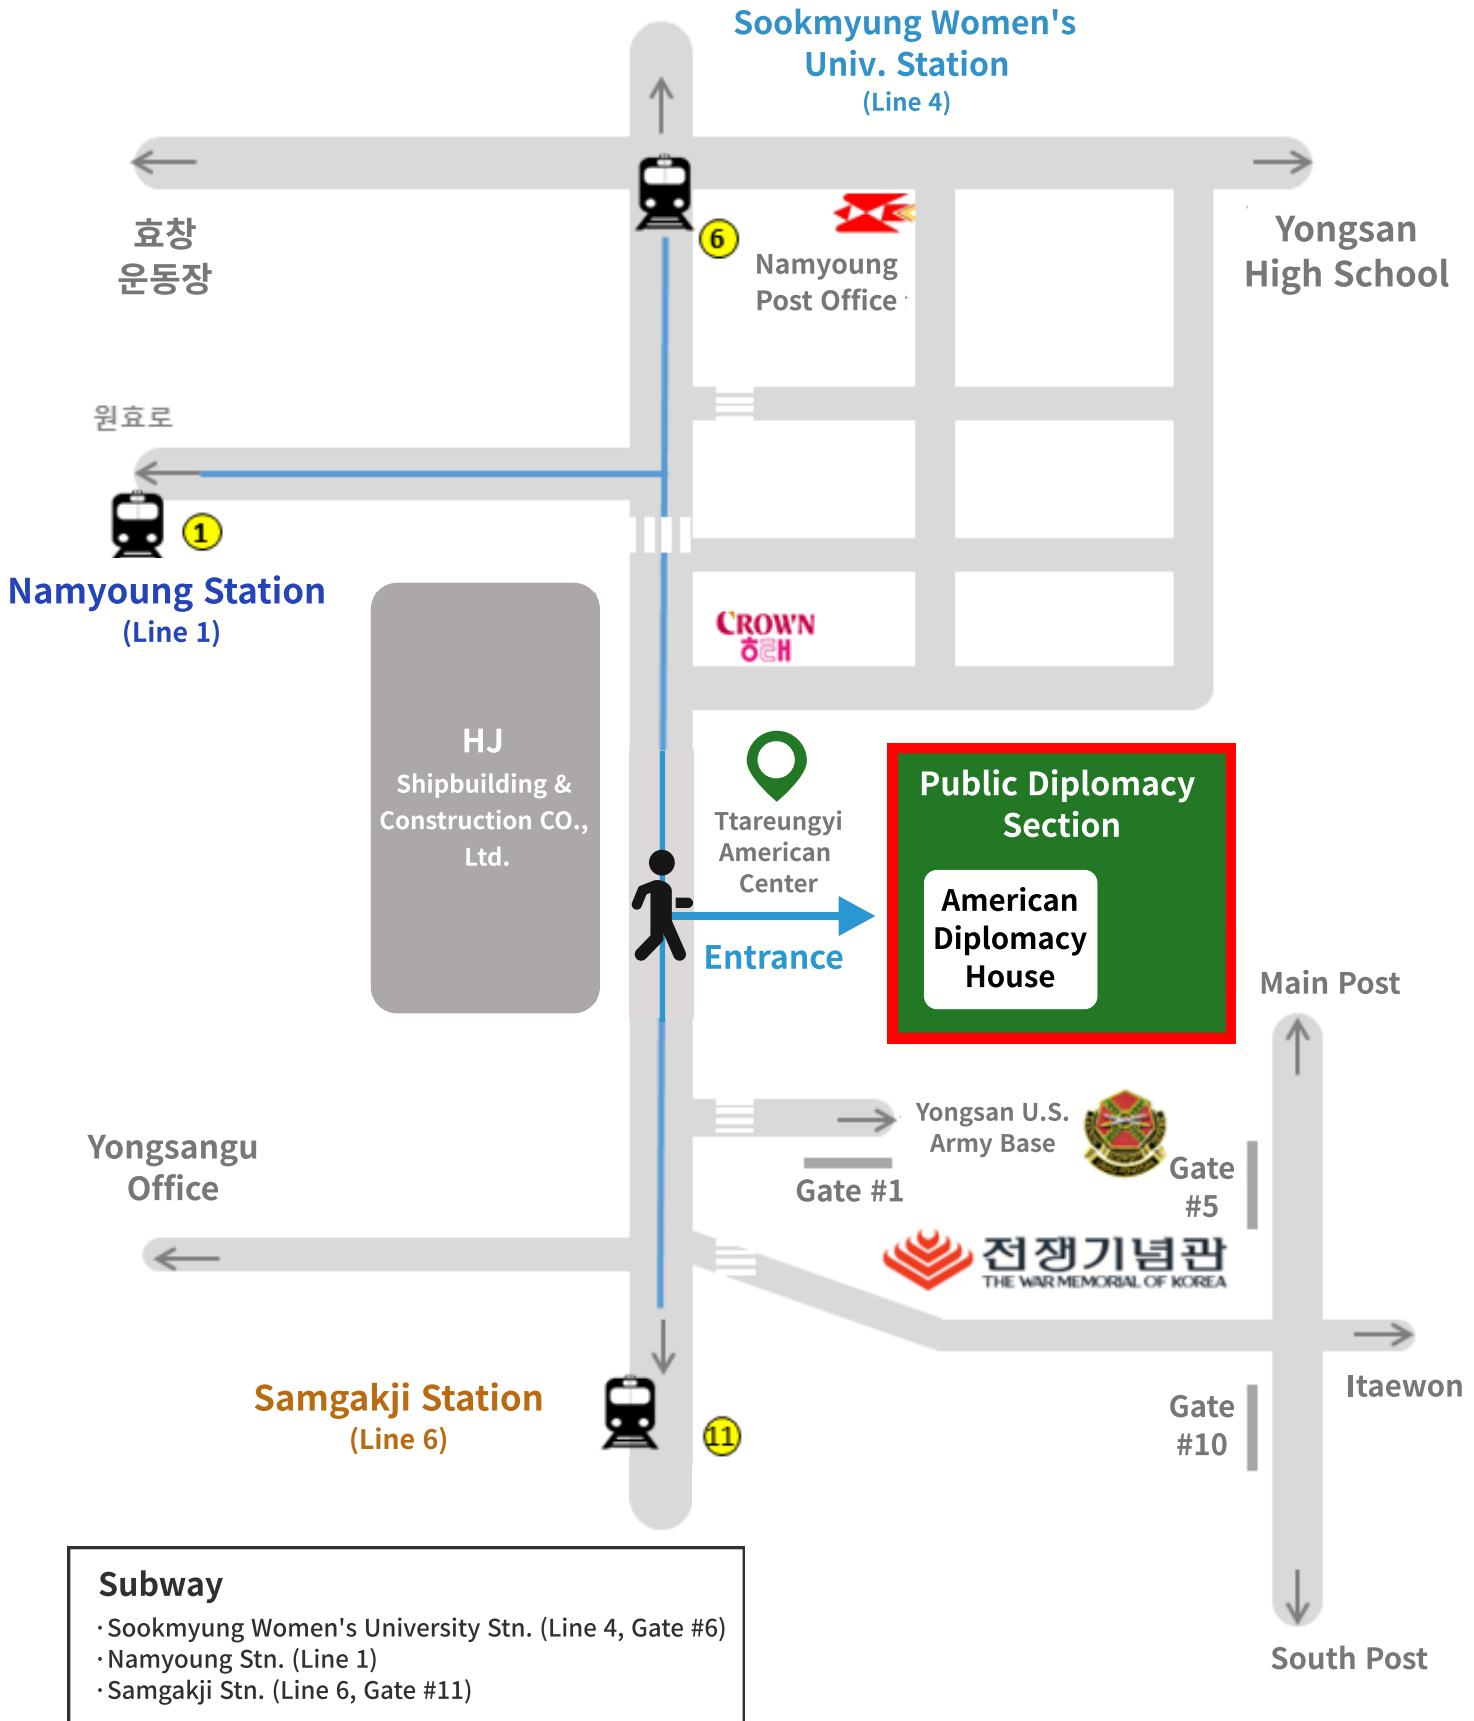 Sookmyung Women's
Univ. Station
(Line 4)
6
효창
운동장
Namyoung
Post Office
Yongsan
High School
원효로
1
Namyoung Station
(Line 1)
CROWN
해태
HJ
Shipbuilding &
Construction CO.,
Ltd.
Ttareungyi
American
Center
Public Diplomacy
Section
American
Diplomacy
House
Entrance
Main Post
Yongsangu
Office
Yongsan U.S.
Army Base
Gate #1
Gate
#5
전쟁기념관
THE WAR MEMORIAL OF KOREA
Itaewon
Samgakji Station
(Line 6)
11
Gate
#10
South Post
Subway
·Sookmyung Women's University Stn. (Line 4, Gate #6)
·Namyoung Stn. (Line 1)
·Samgakji Stn. (Line 6, Gate #11)